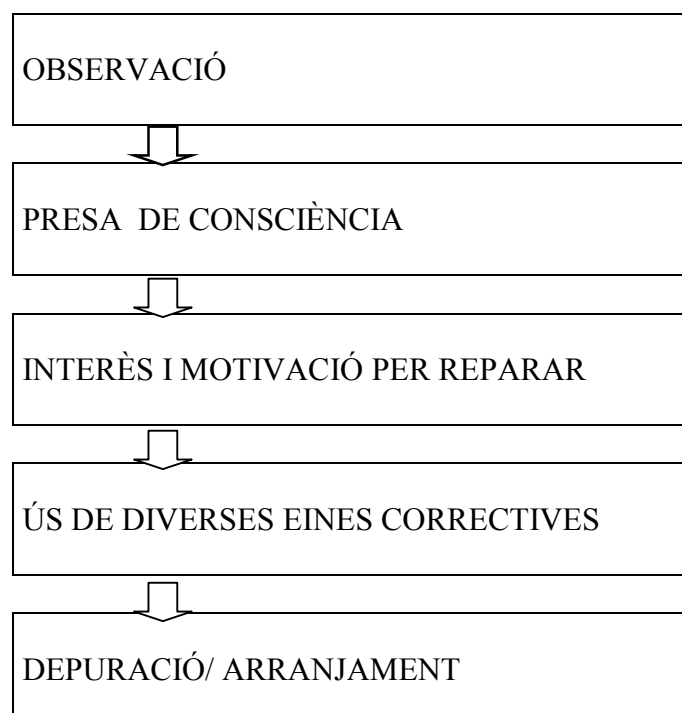 OBSERVACIÓ
PRESA DE CONSCIÈNCIA
INTERÈS I MOTIVACIÓ PER REPARAR
ÚS DE DIVERSES EINES CORRECTIVES
DEPURACIÓ/ ARRANJAMENT